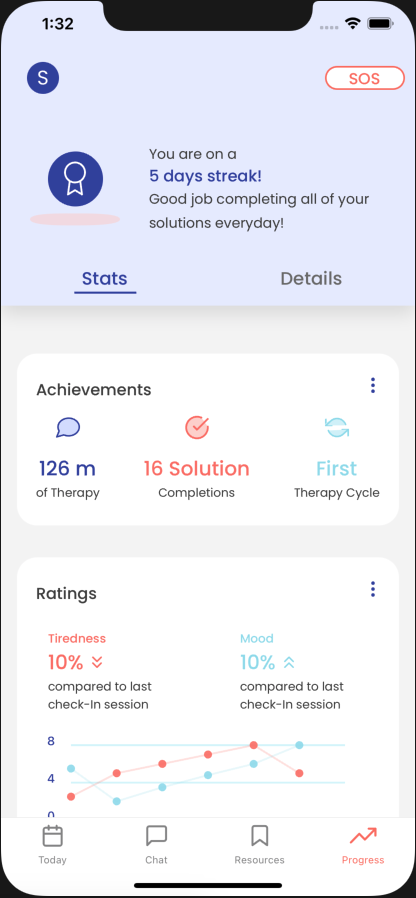 1:32
S
SOS
You are on a
5 days streak!
Good job completing all of your
solutions everyday!
Stats Details
Achievements
126 m 16 Solution First
of Therapy Completions Therapy Cycle
Ratings
Tiredness Mood
10% 10%
compared to last compared to last
check-In session check-In session
8
4
0
Today Chat Resources Progress